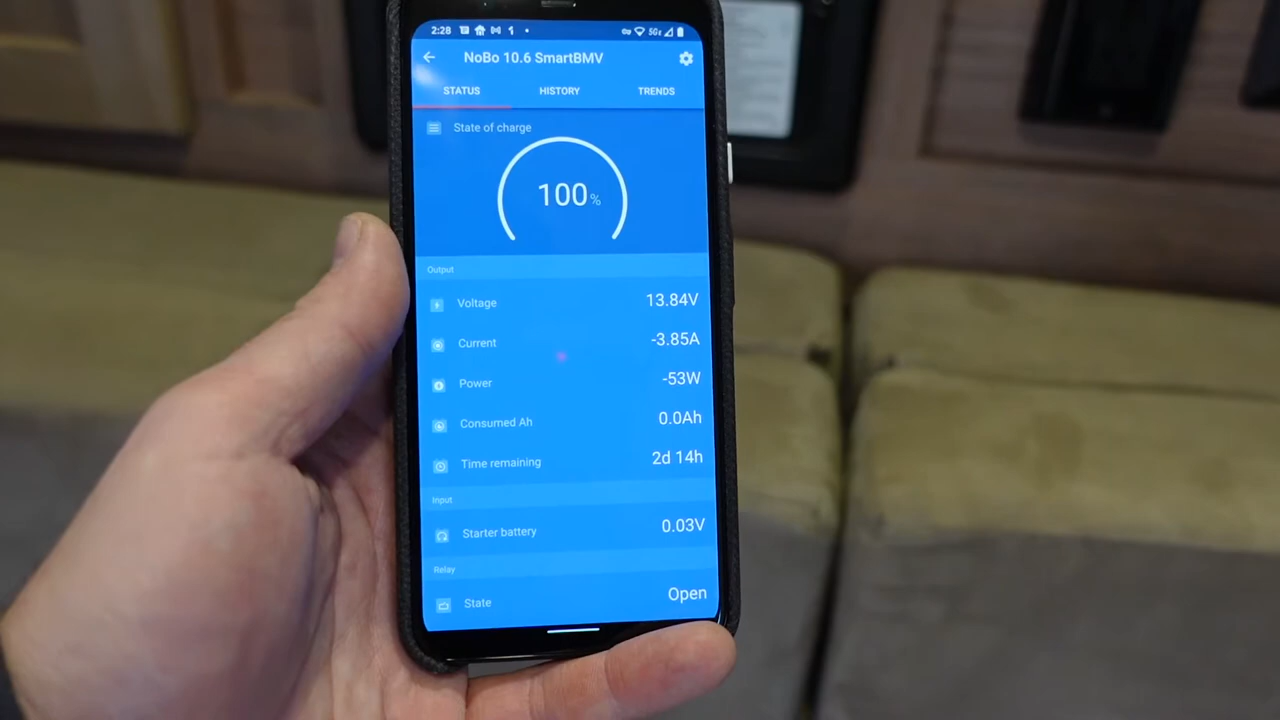 2:28 5GE
NoBo 10.6 SmartBMV
STATUS HISTORY TRENDS
State of charge
100%
Output
Voltage 13.84V
Current -3.85A
Power -53W
Consumed Ah 0.0Ah
Time remaining 2d 14h
Input
Starter battery 0.03V
Relay
State Open